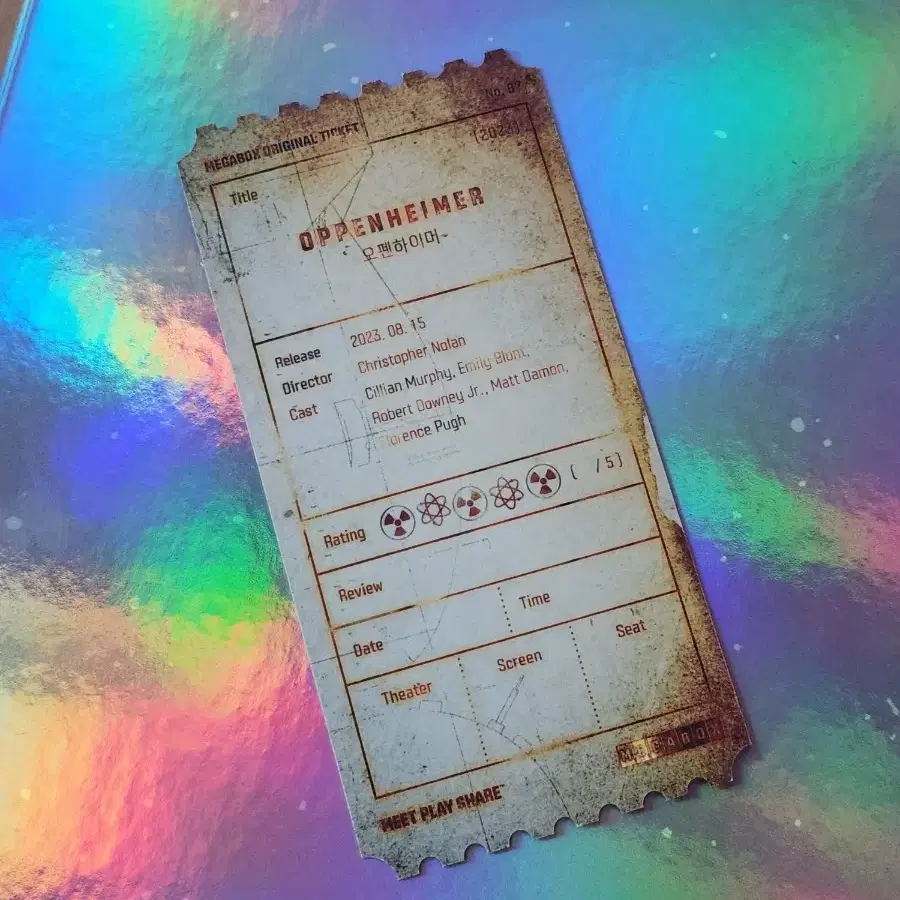 MEGABOX ORIGINAL TICKET
No. 87
(2023)
Title
OPPENHEIMER
오펜하이머
Release 2023. 08. 15
Director Christopher Nolan
Cast Cillian Murphy, Emily Blunt,
Robert Downey Jr., Matt Damon,
Florence Pugh
Rating ( /5)
Review
Date Time
Theater Screen Seat
MEGABOX
MEET PLAY SHARE